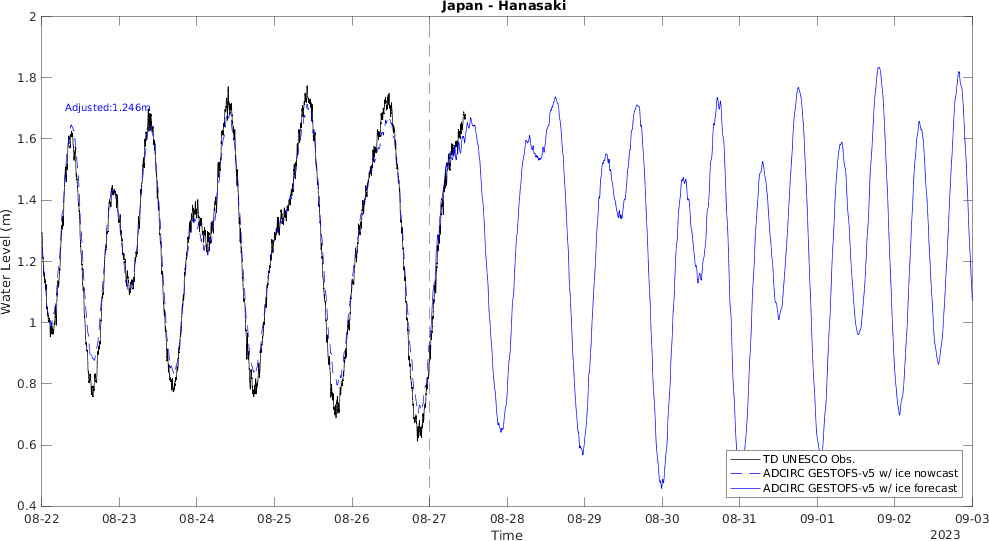 Japan - Hanasaki
2
1.8
1.6
1.4
1.2
1
0.8
0.6
0.4
Water Level (m)
Adjusted:1.246m
TD UNESCO Obs.
ADCIRC GESTOFS-v5 w/ ice nowcast
ADCIRC GESTOFS-v5 w/ ice forecast
08-22 08-23 08-24 08-25 08-26 08-27 08-28 08-29 08-30 08-31 09-01 09-02 09-03
Time
2023